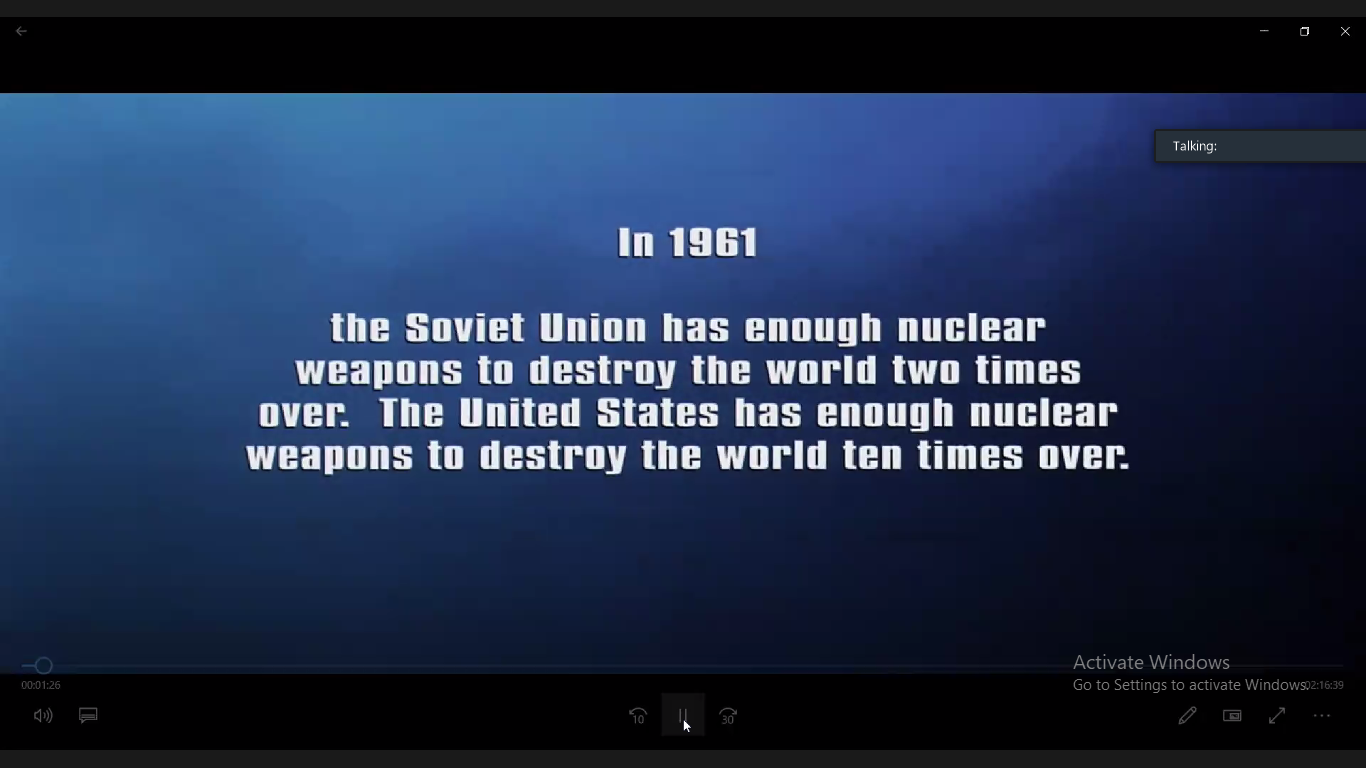 Talking:
In 1961
the Soviet Union has enough nuclear
weapons to destroy the world two times
over. The United States has enough nuclear
weapons to destroy the world ten times over.
Activate Windows
Go to Settings to activate Windows.
00:01:26
02:16:39
10
30